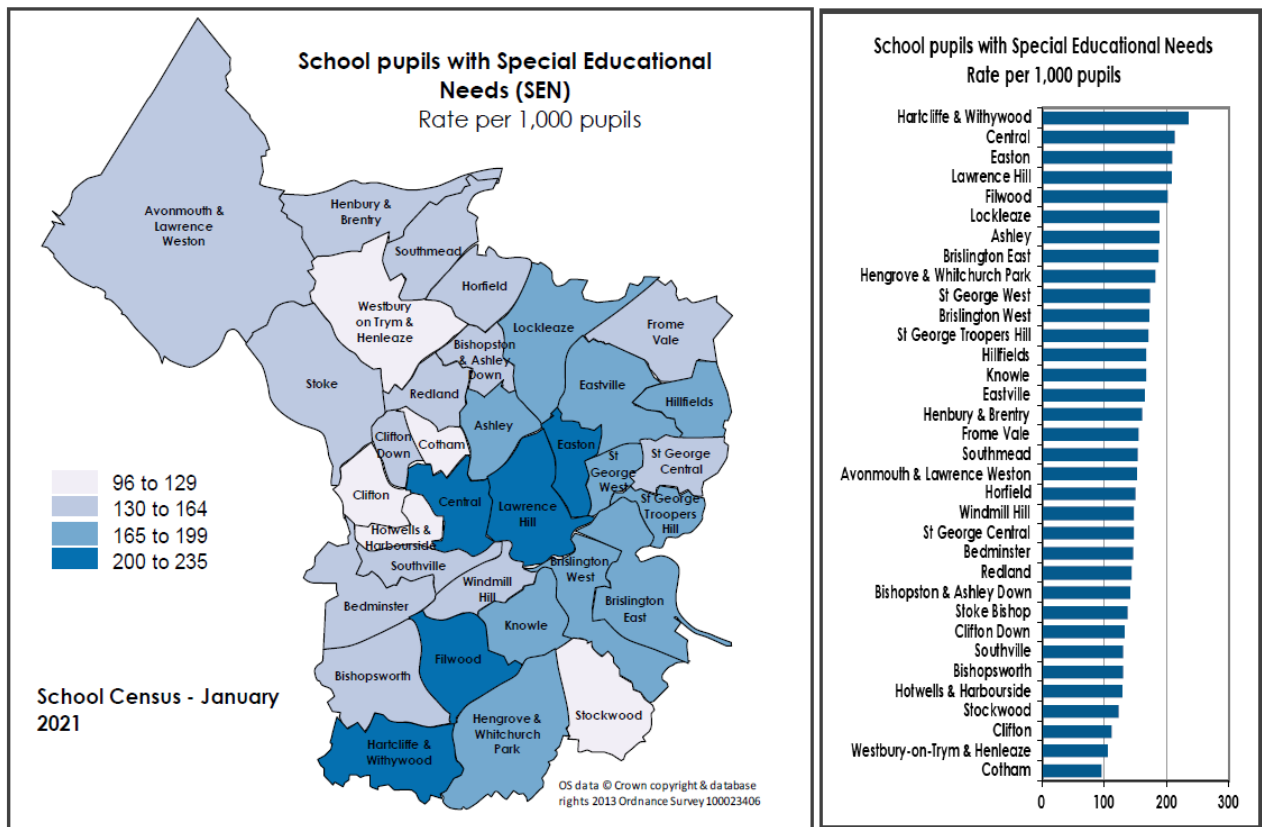 School pupils with Special Educational
Needs (SEN)
Rate per 1,000 pupils
Avonmouth &
Lawrence
Weston
Henbury &
Brentry
Southmead
Horfield
Westbury
on Trym &
Henleaze
Lockleaze
Frome
Vale
Bishopston
& Ashley
Down
Stoke
Redland
Eastville
Hillfields
Ashley
Clifton
Down
Cotham
Easton
St George
Central
St
George
West
Clifton
Central
Lawrence
Hill
St George
Troopers
Hill
Hotwells &
Harbourside
Southville
Windmill
Hill
Brislington
West
Bedminster
Brislington
East
Knowle
Filwood
Bishopsworth
Stockwood
Hengrove &
Whitchurch
Park
Hartcliffe &
Withywood
96 to 129
130 to 164
165 to 199
200 to 235
School Census - January
2021
OS data © Crown copyright & database
rights 2013 Ordnance Survey 100023406
School pupils with Special Educational Needs
Rate per 1,000 pupils
Hartcliffe & Withywood
Central
Easton
Lawrence Hill
Filwood
Lockleaze
Ashley
Brislington East
Hengrove & Whitchurch Park
St George West
Brislington West
St George Troopers Hill
Hillfields
Knowle
Eastville
Henbury & Brentry
Frome Vale
Southmead
Avonmouth & Lawrence Weston
Horfield
Windmill Hill
St George Central
Bedminster
Redland
Bishopston & Ashley Down
Stoke Bishop
Clifton Down
Southville
Bishopsworth
Hotwells & Harbourside
Stockwood
Clifton
Westbury-on-Trym & Henleaze
Cotham
0 100 200 300